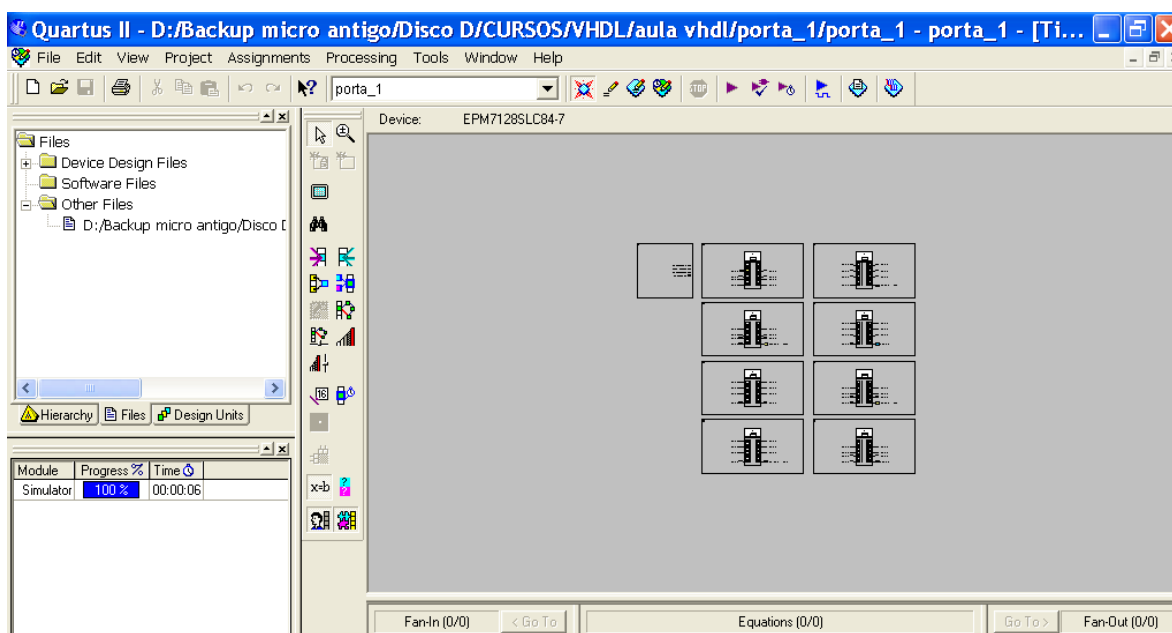 Quartus II - D:/Backup micro antigo/Disco D/CURSOS/VHDL/aula vhdl/porta_1/porta_1 - porta_1 - [Ti...
File Edit View Project Assignments Processing Tools Window Help
porta_1
STOP
Device: EPM7128SLC84-7
Files
Device Design Files
Software Files
Other Files
D:/Backup micro antigo/Disco D
Hierarchy Files Design Units
Module Progress % Time
Simulator 100 % 00:00:06
16
x=b
Fan-In (0/0) < Go To Equations (0/0) Go To > Fan-Out (0/0)